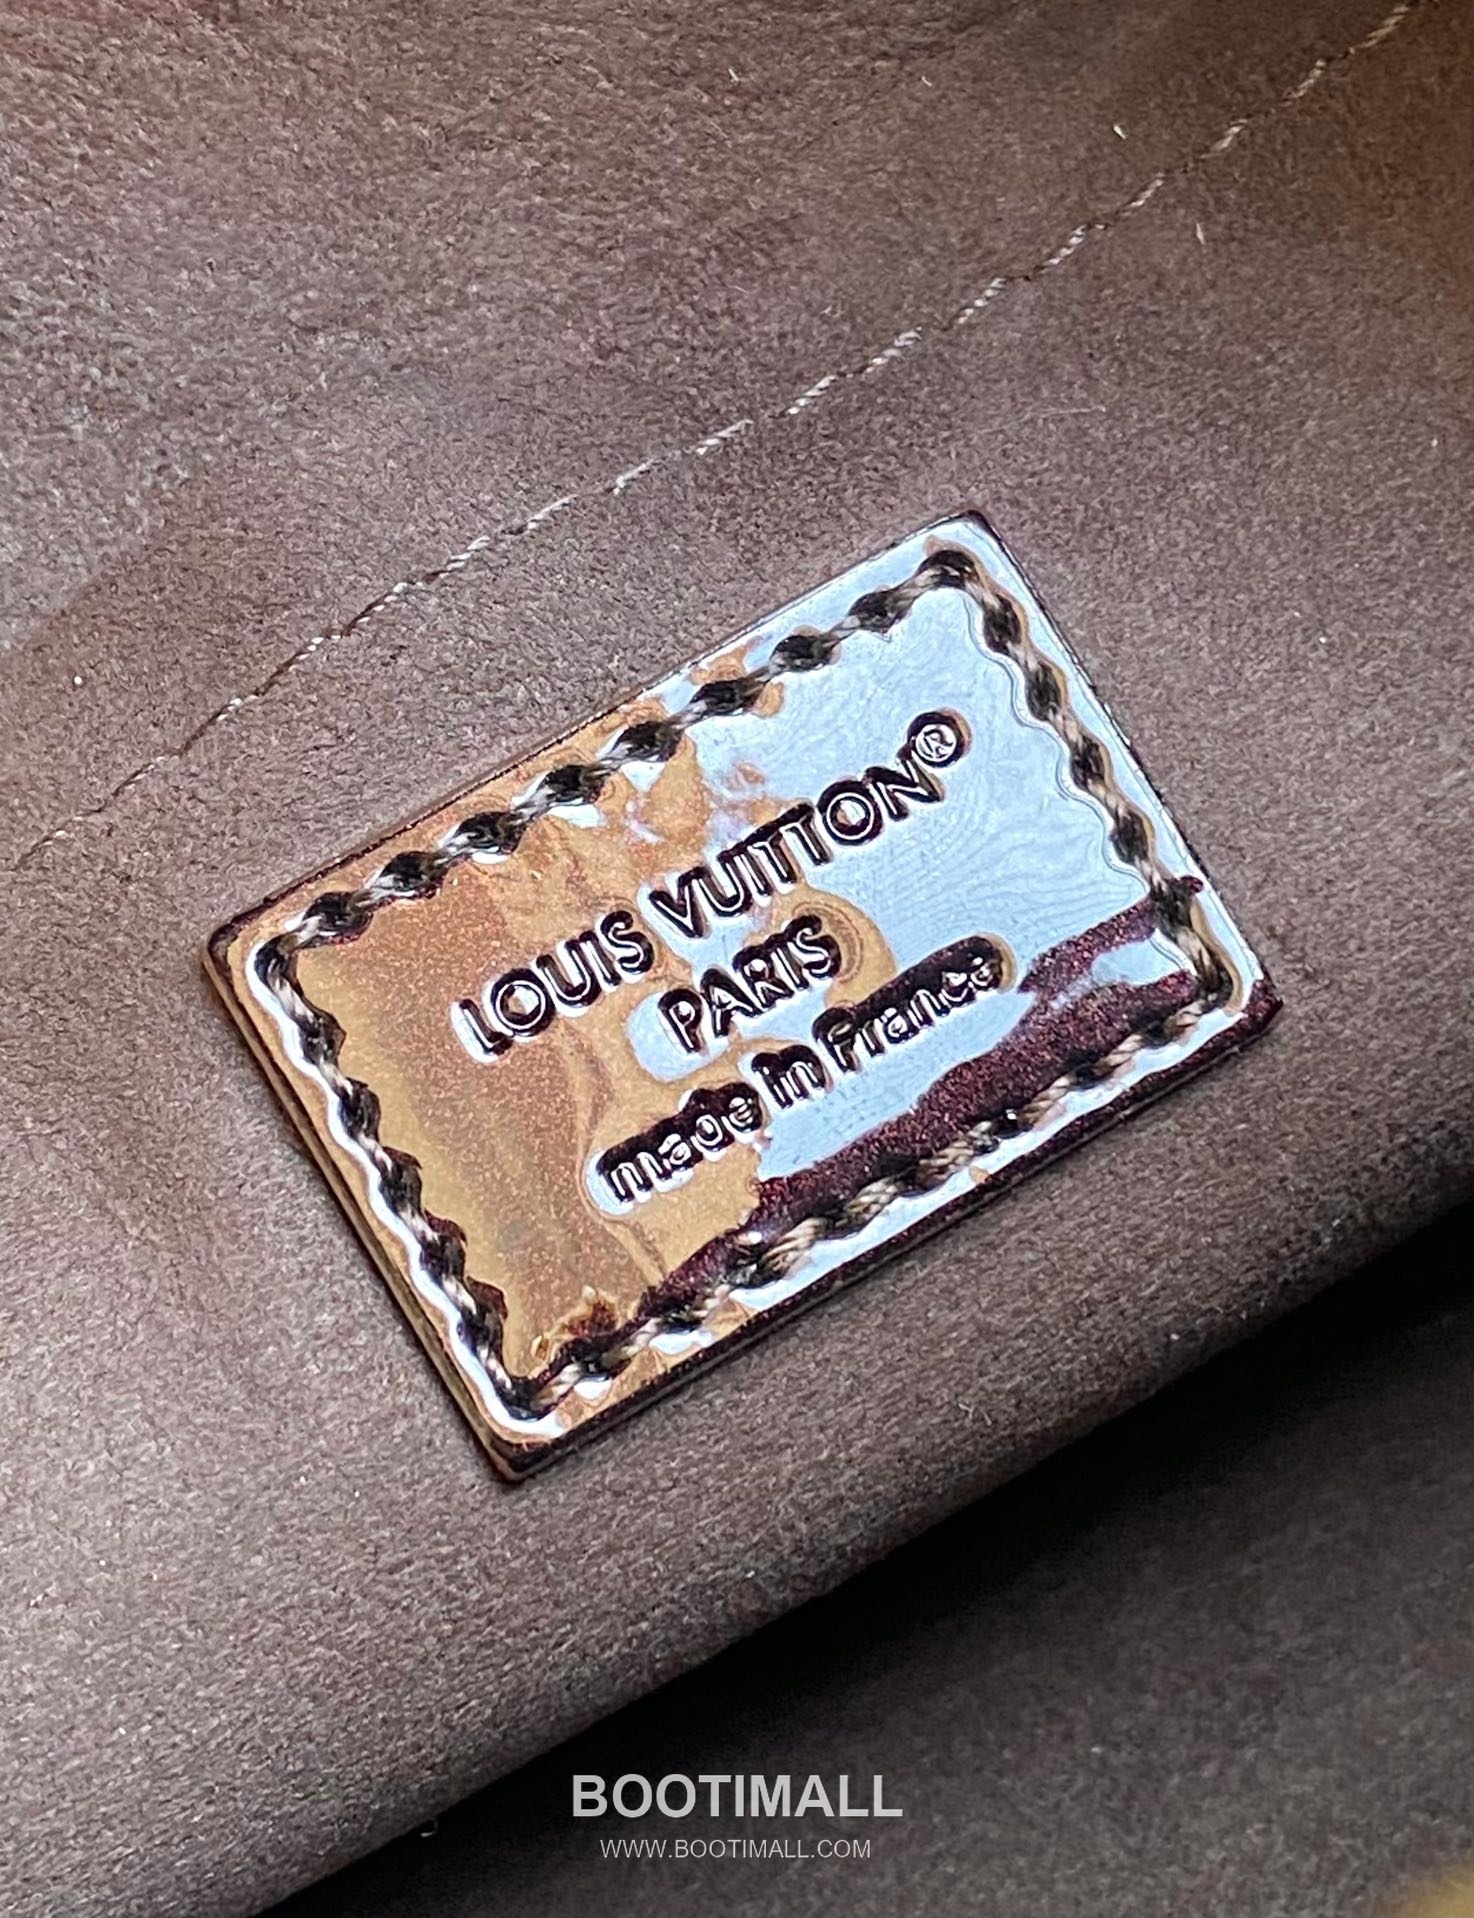 LOUIS VUITTON®
PARIS
made in France
BOOTIMALL
WWW.BOOTIMALL.COM